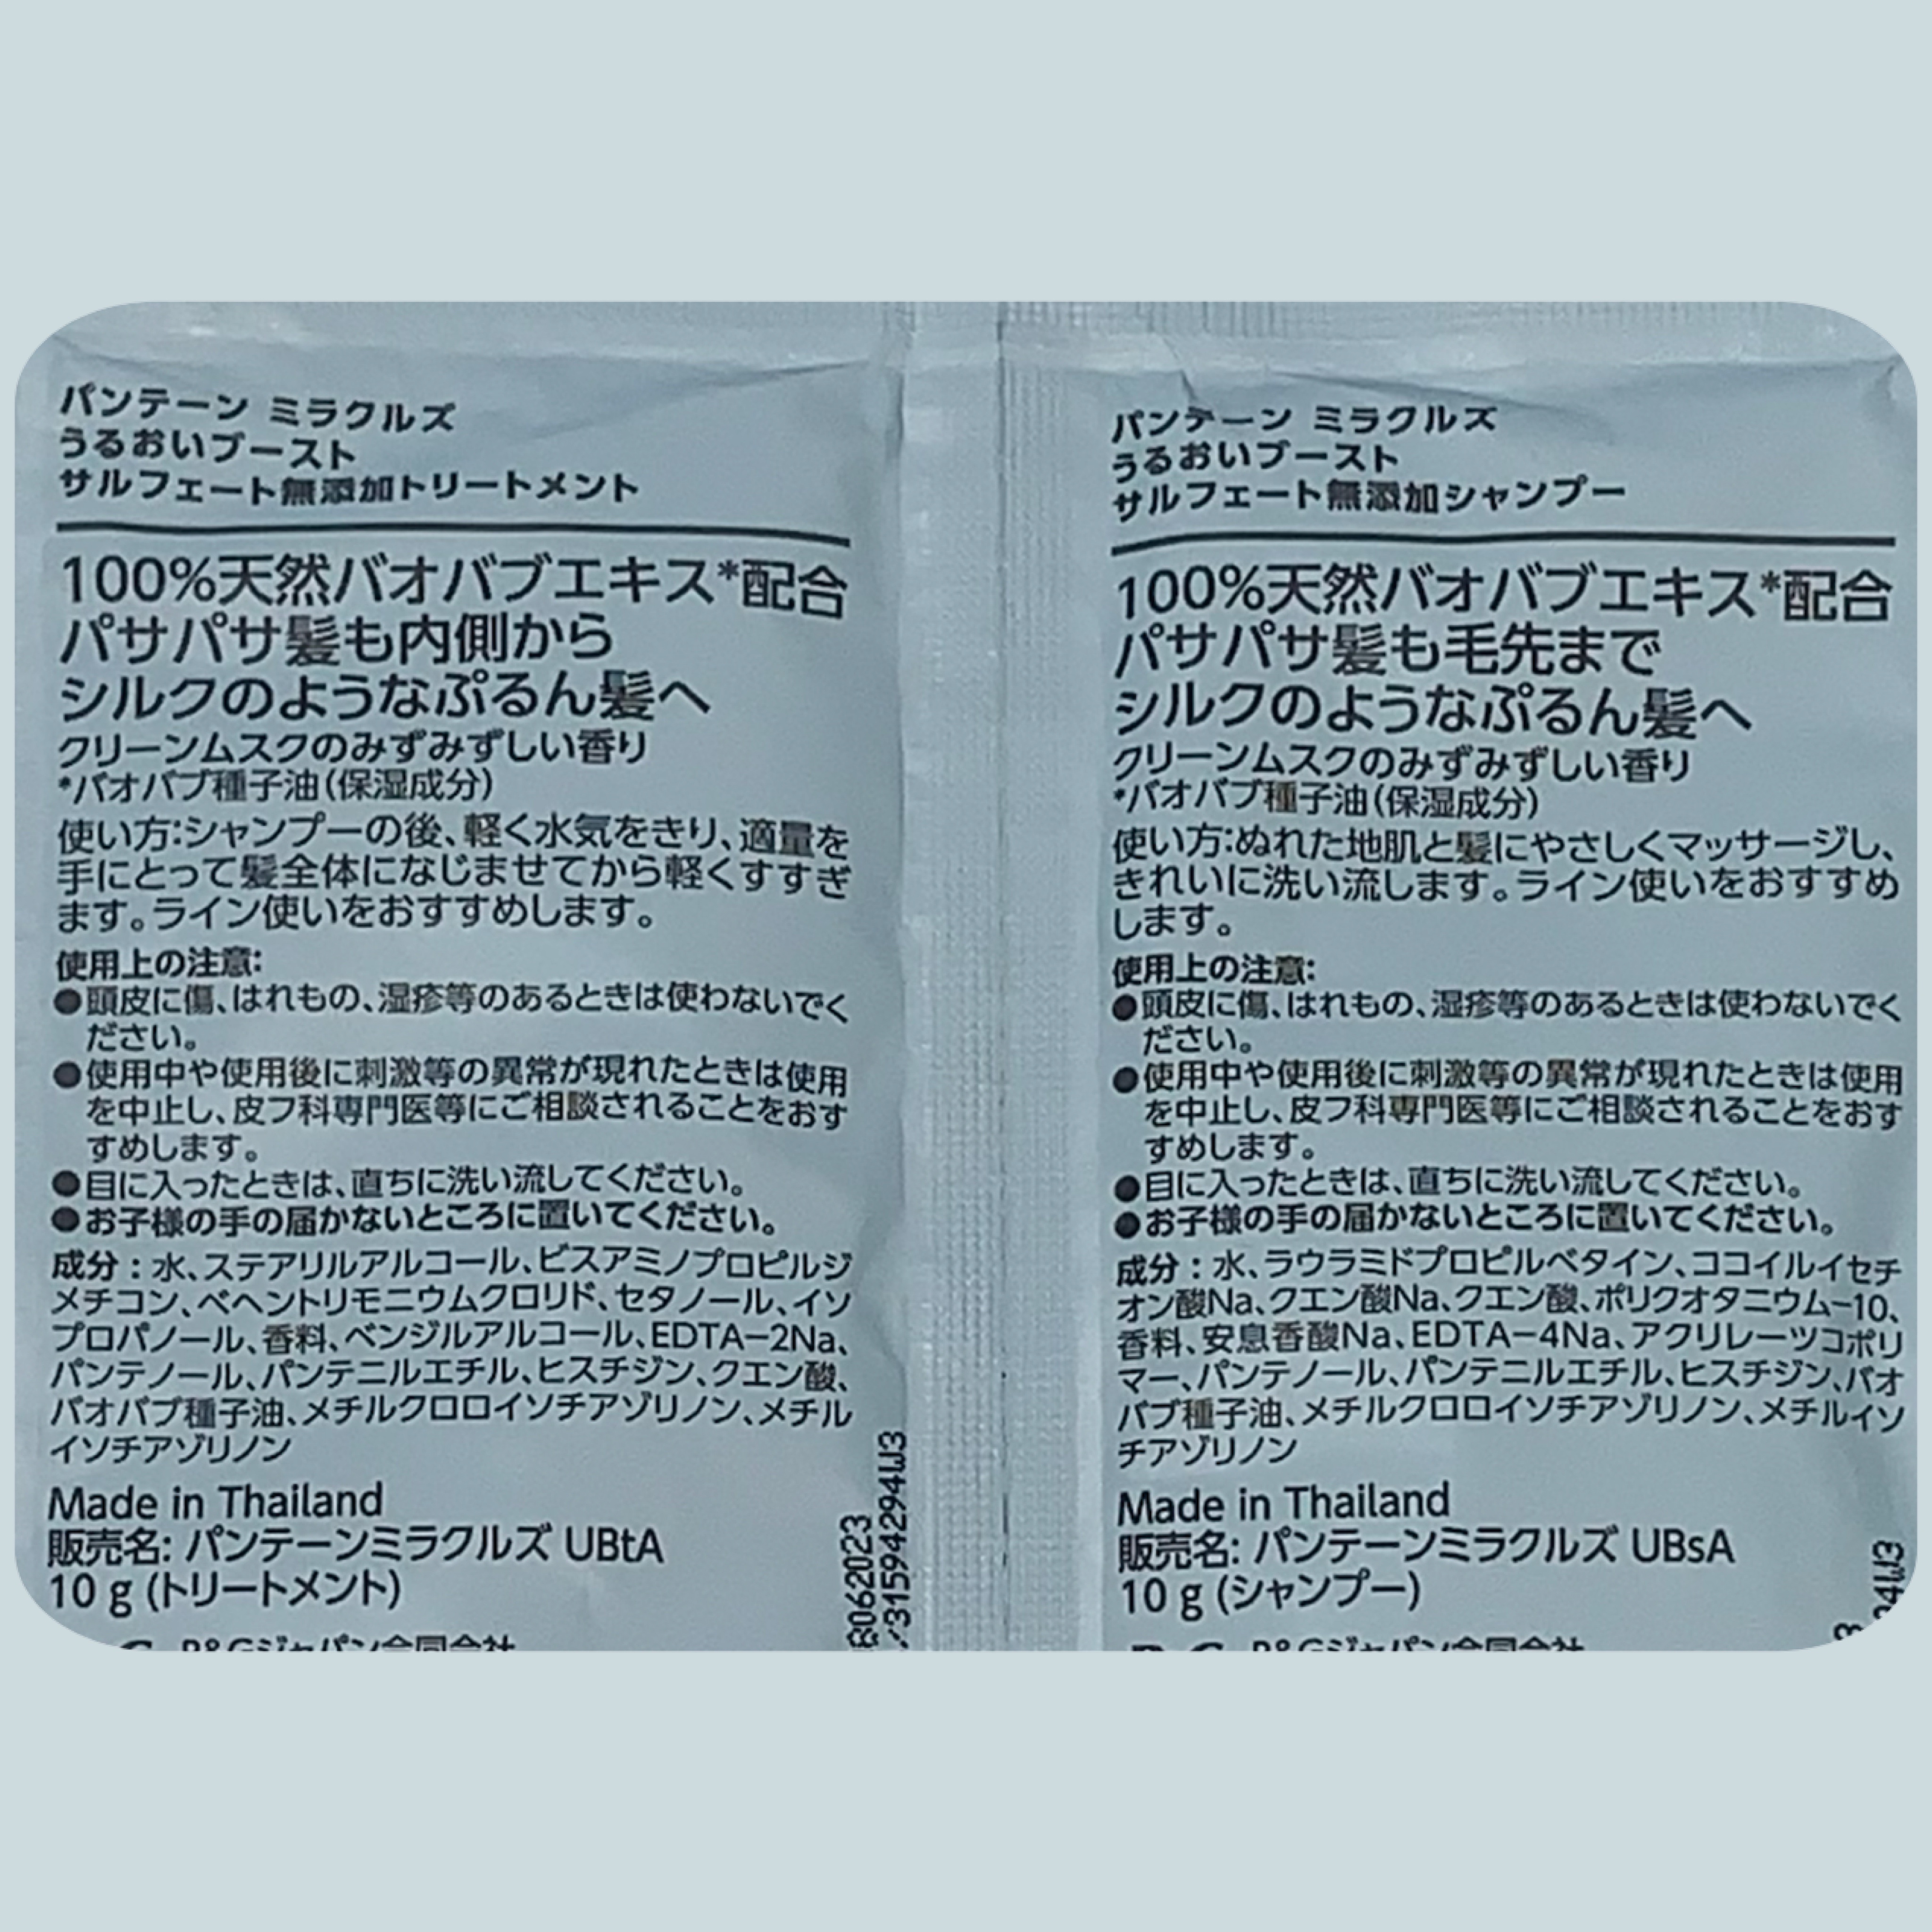 パンテーン ミラクルズ
うるおいブースト
サルフェート無添加トリートメント
100%天然バオバブエキス*配合
パサパサ髪も内側から
シルクのようなぷるん髪へ
クリーンムスクのみずみずしい香り
*バオバブ種子油(保湿成分)
使い方:シャンプーの後、軽く水気をきり、適量を
手にとって髪全体になじませてから軽くすすぎ
ます。ライン使いをおすすめします。
使用上の注意:
●頭皮に傷、はれもの、湿疹等のあるときは使わないでく
ださい。
●使用中や使用後に刺激等の異常が現れたときは使用
を中止し、皮フ科専門医等にご相談されることをおす
すめします。
●目に入ったときは、直ちに洗い流してください。
●お子様の手の届かないところに置いてください。
成分:水、ステアリルアルコール、ビスアミノプロピルジ
メチコン、ベヘントリモニウムクロリド、セタノール、イソ
プロパノール、香料、ベンジルアルコール、EDTA-2Na、
パンテノール、パンテニルエチル、ヒスチジン、クエン酸、
バオバブ種子油、メチルクロロイソチアゾリノン、メチル
イソチアゾリノン
Made in Thailand
販売名: パンテーンミラクルズ UBtA
10 g (トリートメント)
P&Gジャパン合同会社
31594294W3
パンテーン ミラクルズ
うるおいブースト
サルフェート無添加シャンプー
100%天然バオバブエキス*配合
パサパサ髪も毛先まで
シルクのようなぷるん髪へ
クリーンムスクのみずみずしい香り
*バオバブ種子油(保湿成分)
使い方:ぬれた地肌と髪にやさしくマッサージし、
きれいに洗い流します。ライン使いをおすすめ
します。
使用上の注意:
●頭皮に傷、はれもの、湿疹等のあるときは使わないでく
ださい。
●使用中や使用後に刺激等の異常が現れたときは使用
を中止し、皮フ科専門医等にご相談されることをおす
すめします。
●目に入ったときは、直ちに洗い流してください。
●お子様の手の届かないところに置いてください。
成分:水、ラウラミドプロピルベタイン、ココイルイセチ
オン酸Na、クエン酸Na、クエン酸、ポリクオタニウム-10、
香料、安息香酸Na、EDTA-4Na、アクリレーツコポリ
マー、パンテノール、パンテニルエチル、ヒスチジン、バオ
バブ種子油、メチルクロロイソチアゾリノン、メチルイソ
チアゾリノン
Made in Thailand
販売名: パンテーンミラクルズ UBsA
10 g (シャンプー)
P&Gジャパン合同会社